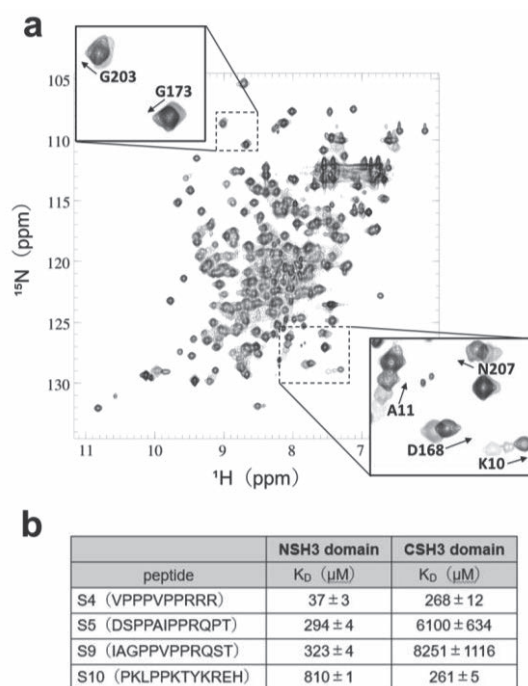 a
G203
G173
105
110
115
120
125
130
¹⁵N (ppm)
11 10 9 8 7
¹H (ppm)
N207
A11
D168
K10
b
NSH3 domain CSH3 domain
peptide K_D (μM) K_D (μM)
S4 (VPPPVPPRRR) 37±3 268±12
S5 (DSPPAIPPRQPT) 294±4 6100±634
S9 (IAGPPVPPRQST) 323±4 8251±1116
S10 (PKLPPKTYKREH) 810±1 261±5